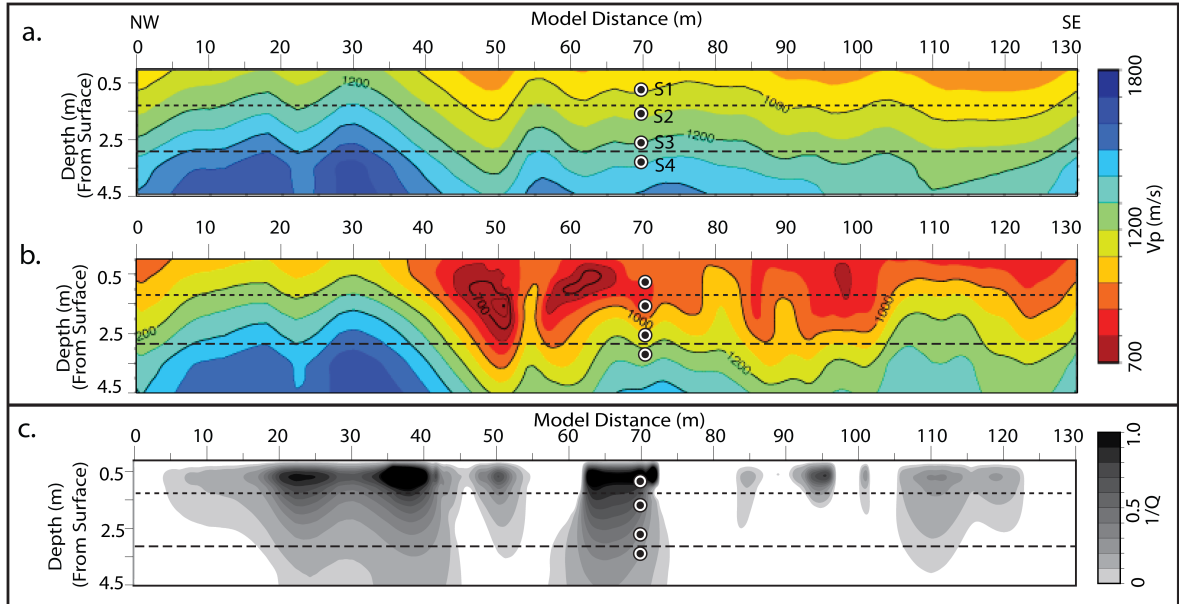 a.
NW Model Distance (m) SE
0 10 20 30 40 50 60 70 80 90 100 110 120 130
Depth (m)
(From Surface)
0.5
2.5
4.5
1200
1000
1200
S1
S2
S3
S4
1800
1200
700
Vp (m/s)
b.
0 10 20 30 40 50 60 70 80 90 100 110 120 130
Depth (m)
(From Surface)
0.5
2.5
4.5
200
700
1000
1200
1000
c.
Model Distance (m)
0 10 20 30 40 50 60 70 80 90 100 110 120 130
Depth (m)
(From Surface)
0.5
2.5
4.5
1.0
0.5
0
1/Q